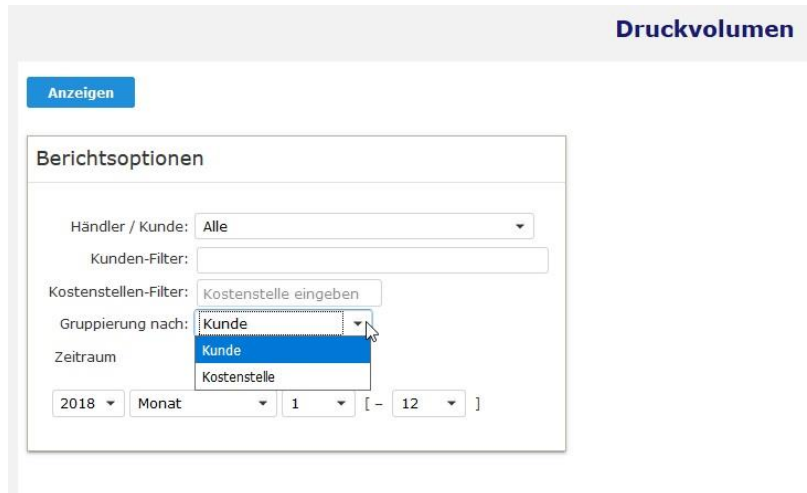 Druckvolumen
Anzeigen
Berichtsoptionen
Händler / Kunde: Alle
Kunden-Filter:
Kostenstellen-Filter: Kostenstelle eingeben
Gruppierung nach: Kunde
Kunde
Zeitraum
Kostenstelle
2018 Monat 1 [ – 12 ]